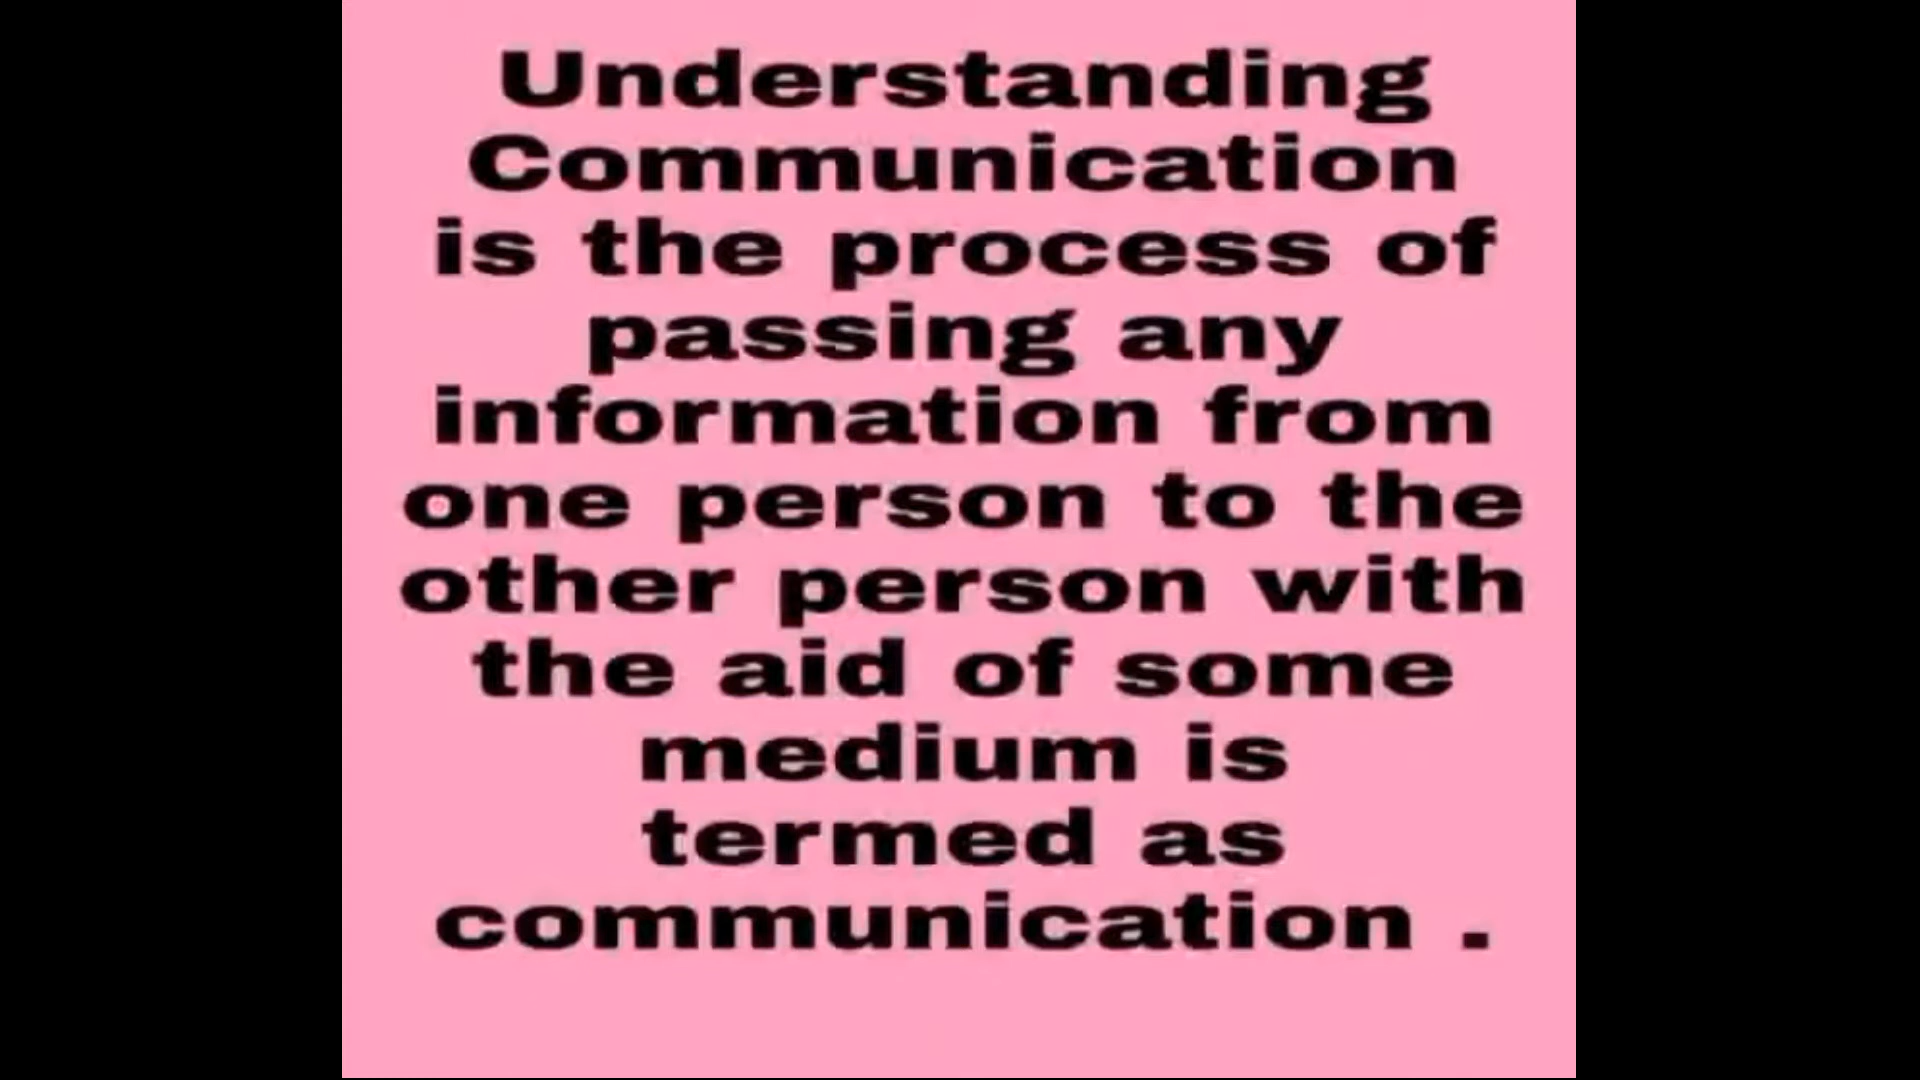 Understanding
Communication
is the process of
passing any
information from
one person to the
other person with
the aid of some
medium is
termed as
communication .